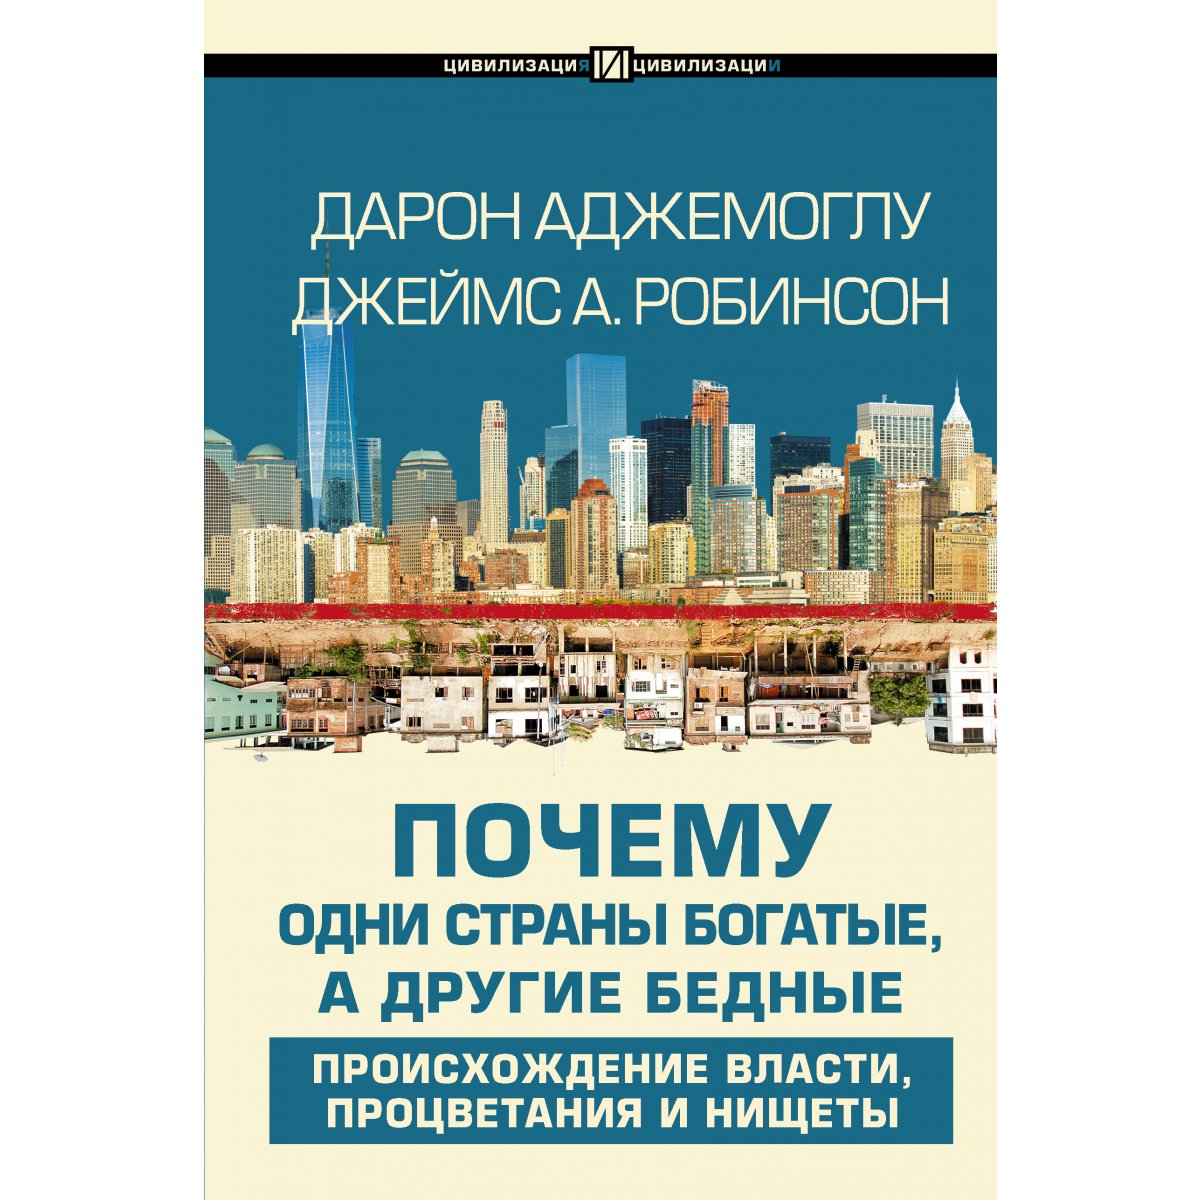 ЦИВИЛИЗАЦИЯ И ЦИВИЛИЗАЦИИ
ДАРОН АДЖЕМОГЛУ
ДЖЕЙМС А. РОБИНСОН
ПОЧЕМУ
ОДНИ СТРАНЫ БОГАТЫЕ,
А ДРУГИЕ БЕДНЫЕ
ПРОИСХОЖДЕНИЕ ВЛАСТИ,
ПРОЦВЕТАНИЯ И НИЩЕТЫ